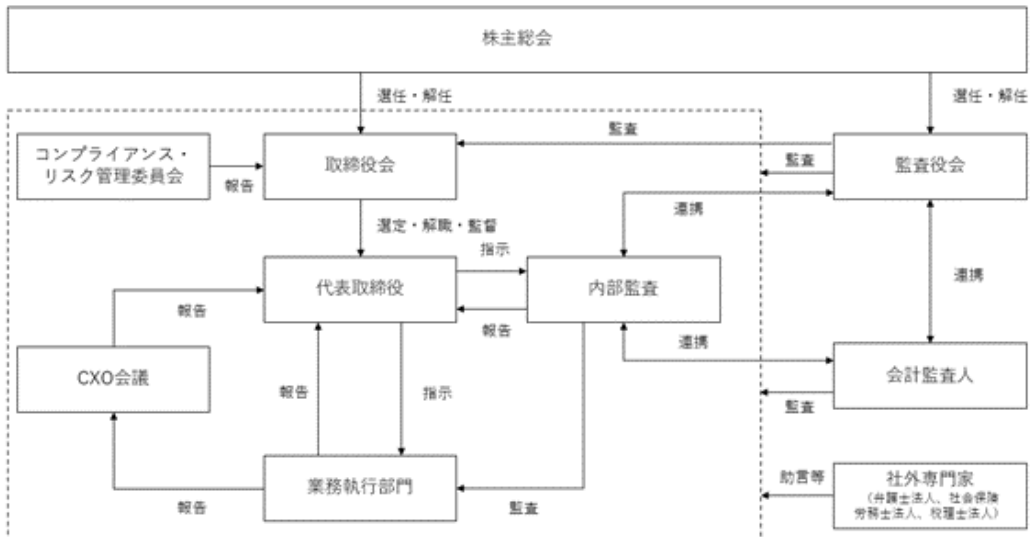 株主総会
選任・解任
選任・解任
監査
コンプライアンス・
リスク管理委員会
報告
取締役会
監査
監査役会
連携
選定・解職・監督
指示
代表取締役
内部監査
報告
報告
連携
連携
CXO会議
報告
指示
会計監査人
監査
業務執行部門
報告
監査
助言等
社外専門家
（弁護士法人、社会保険
労務士法人、税理士法人）